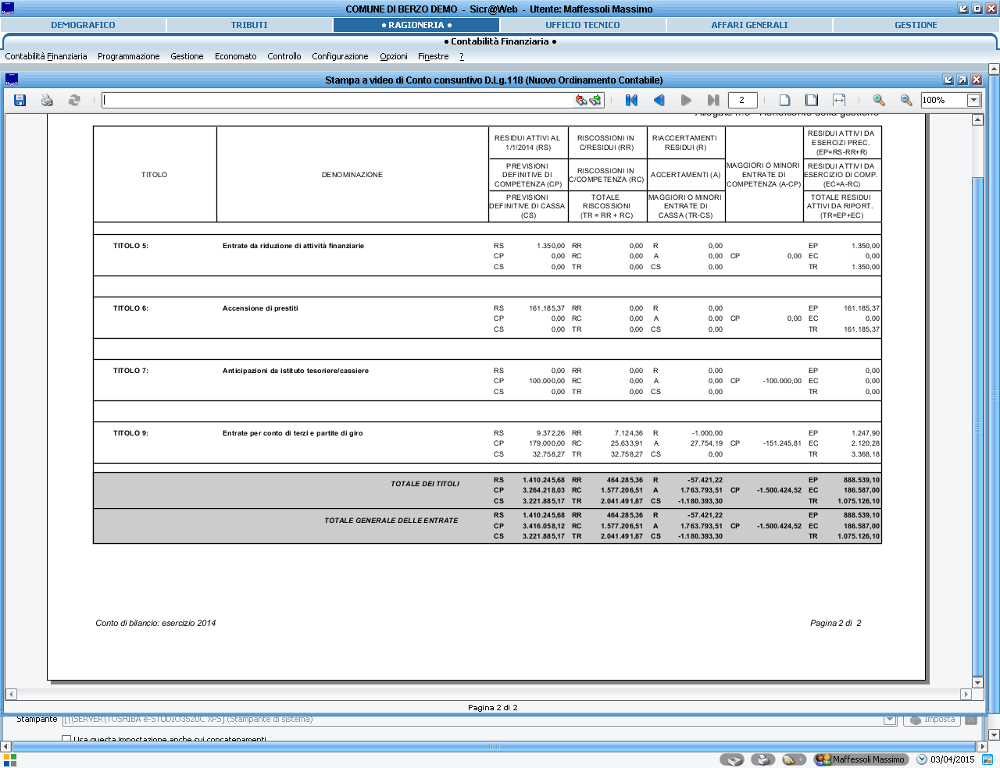 COMUNE DI BERZO DEMO - Sicr@Web - Utente: Maffessoli Massimo
DEMOGRAFICO TRIBUTI • RAGIONERIA • UFFICIO TECNICO AFFARI GENERALI GESTIONE
• Contabilità Finanziaria •
Contabilità Finanziaria Programmazione Gestione Economato Controllo Configurazione Opzioni Finestre ?
Stampa a video di Conto consuntivo D.Lg.118 (Nuovo Ordinamento Contabile)
2 100%
TITOLO
DENOMINAZIONE
RESIDUI ATTIVI AL
1/1/2014 (RS)
RISCOSSIONI IN
C/RESIDUI (RR)
RIACCERTAMENTI
RESIDUI (R)
RESIDUI ATTIVI DA
ESERCIZI PREC.
(EP=RS-RR+R)
PREVISIONI
DEFINITIVE DI
COMPETENZA (CP)
RISCOSSIONI IN
C/COMPETENZA (RC)
ACCERTAMENTI (A)
MAGGIORI O MINORI
ENTRATE DI
COMPETENZA (A-CP)
RESIDUI ATTIVI DA
ESERCIZIO DI COMP.
(EC=A-RC)
PREVISIONI
DEFINITIVE DI CASSA
(CS)
TOTALE
RISCOSSIONI
(TR = RR + RC)
MAGGIORI O MINORI
ENTRATE DI
CASSA (TR-CS)
TOTALE RESIDUI
ATTIVI DA RIPORT.
(TR=EP+EC)
TITOLO 5: Entrate da riduzione di attività finanziarie RS 1.350,00 RR 0,00 R 0,00 EP 1.350,00
CP 0,00 RC 0,00 A 0,00 CP 0,00 EC 0,00
CS 0,00 TR 0,00 CS 0,00 TR 1.350,00
TITOLO 6: Accensione di prestiti RS 161.185,37 RR 0,00 R 0,00 EP 161.185,37
CP 0,00 RC 0,00 A 0,00 CP 0,00 EC 0,00
CS 0,00 TR 0,00 CS 0,00 TR 161.185,37
TITOLO 7: Anticipazioni da istituto tesoriere/cassiere RS 0,00 RR 0,00 R 0,00 EP 0,00
CP 100.000,00 RC 0,00 A 0,00 CP -100.000,00 EC 0,00
CS 0,00 TR 0,00 CS 0,00 TR 0,00
TITOLO 9: Entrate per conto di terzi e partite di giro RS 9.372,26 RR 7.124,36 R -1.000,00 EP 1.247,90
CP 179.000,00 RC 25.633,91 A 27.754,19 CP -151.245,81 EC 2.120,28
CS 32.758,27 TR 32.758,27 CS 0,00 TR 3.368,18
TOTALE DEI TITOLI RS 1.410.245,68 RR 464.285,36 R -57.421,22 EP 888.539,10
CP 3.264.218,03 RC 1.577.206,51 A 1.763.793,51 CP -1.500.424,52 EC 186.587,00
CS 3.221.885,17 TR 2.041.491,87 CS -1.180.393,30 TR 1.075.126,10
TOTALE GENERALE DELLE ENTRATE RS 1.410.245,68 RR 464.285,36 R -57.421,22 EP 888.539,10
CP 3.416.058,12 RC 1.577.206,51 A 1.763.793,51 CP -1.500.424,52 EC 186.587,00
CS 3.221.885,17 TR 2.041.491,87 CS -1.180.393,30 TR 1.075.126,10
Conto di bilancio: esercizio 2014 Pagina 2 di 2
Pagina 2 di 2
Stampante [\\SERVER\TOSHIBA e-STUDIO3520C XPS] (Stampante di sistema) Imposta
Usa questa impostazione anche sui concatenamenti
Maffessoli Massimo 03/04/2015